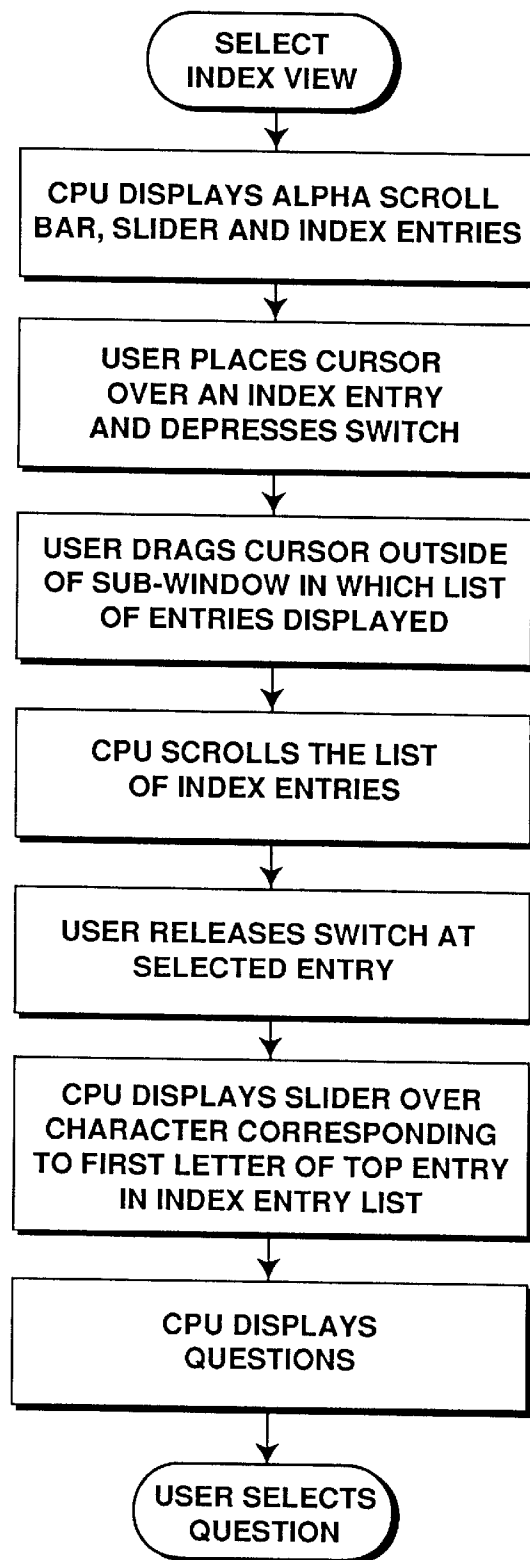 SELECT
INDEX VIEW
CPU DISPLAYS ALPHA SCROLL
BAR, SLIDER AND INDEX ENTRIES
USER PLACES CURSOR
OVER AN INDEX ENTRY
AND DEPRESSES SWITCH
USER DRAGS CURSOR OUTSIDE
OF SUB-WINDOW IN WHICH LIST
OF ENTRIES DISPLAYED
CPU SCROLLS THE LIST
OF INDEX ENTRIES
USER RELEASES SWITCH AT
SELECTED ENTRY
CPU DISPLAYS SLIDER OVER
CHARACTER CORRESPONDING
TO FIRST LETTER OF TOP ENTRY
IN INDEX ENTRY LIST
CPU DISPLAYS
QUESTIONS
USER SELECTS
QUESTION